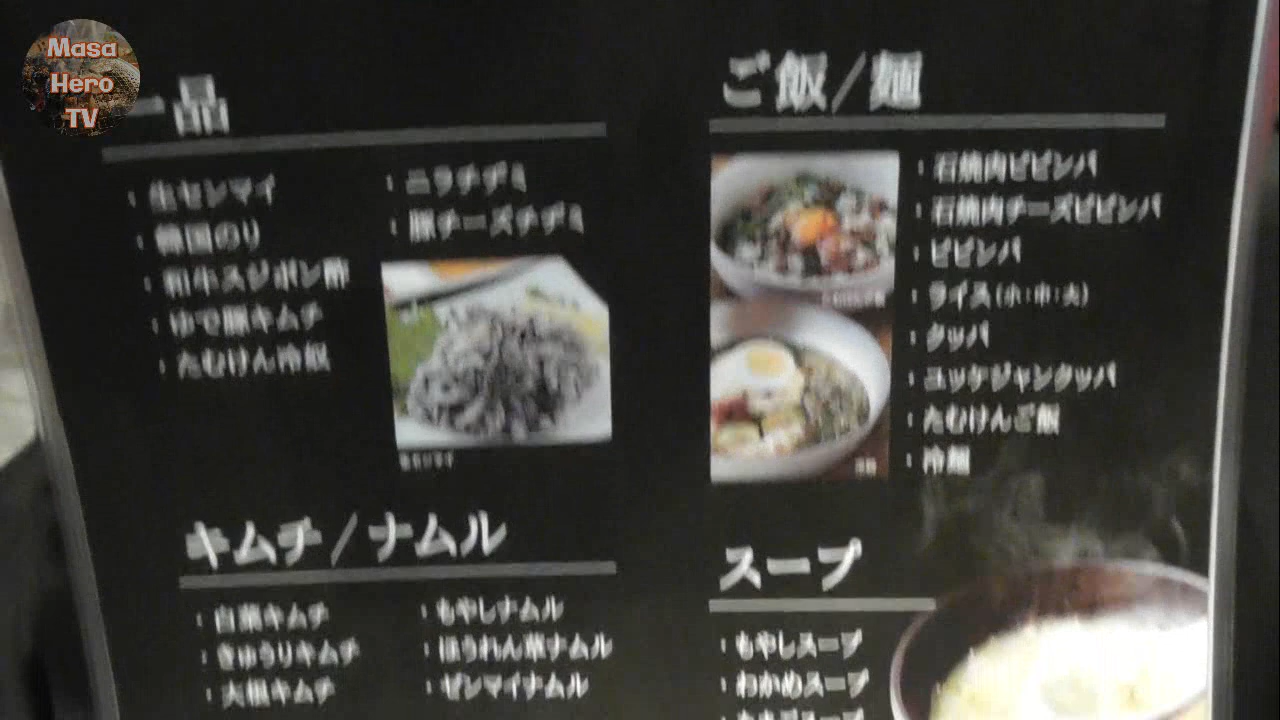 Masa
Hero
TV
一品
・生センマイ
・韓国のり
・和牛スジポン酢
・ゆで豚キムチ
・たむけん冷奴
・ニラチヂミ
・豚チーズチヂミ
生センマイ
キムチ/ナムル
・白菜キムチ
・きゅうりキムチ
・大根キムチ
・もやしナムル
・ほうれん草ナムル
・ゼンマイナムル
ご飯/麺
・石焼肉ビビンバ
・石焼肉チーズビビンバ
・ビビンバ
・ライス(小・中・大)
・クッパ
・ユッケジャンクッパ
・たむけんご飯
・冷麺
冷麺
スープ
・もやしスープ
・わかめスープ